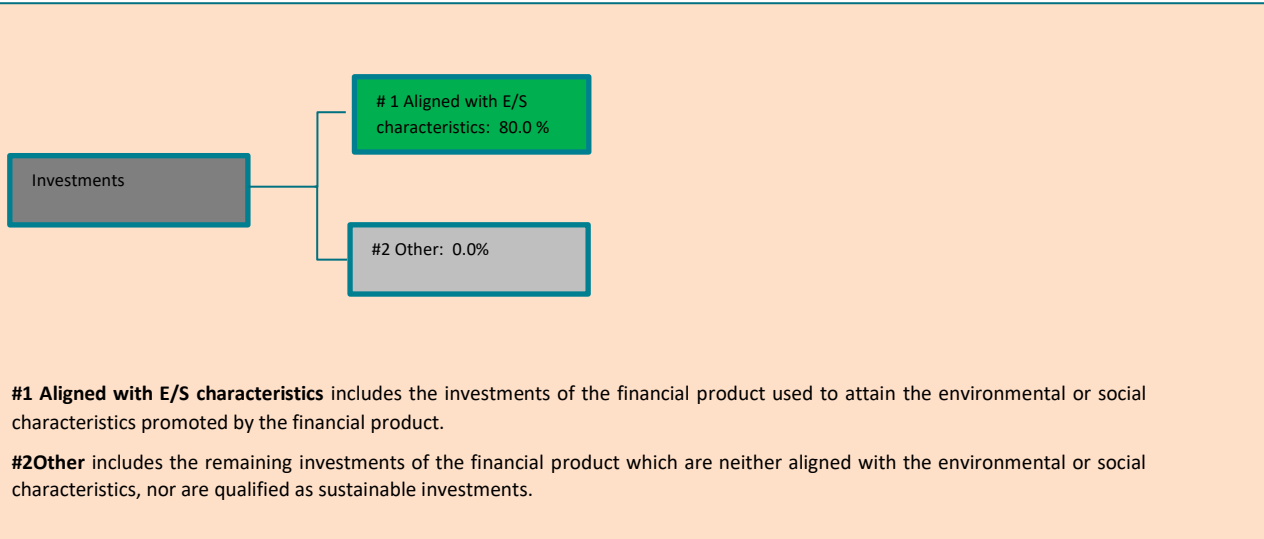 # 1 Aligned with E/S
characteristics:  80.0 %
Investments
#2 Other:  0.0%
#1 Aligned with E/S characteristics includes the investments of the financial product used to attain the environmental or social
characteristics promoted by the financial product.
#2Other includes the remaining investments of the financial product which are neither aligned with the environmental or social
characteristics, nor are qualified as sustainable investments.